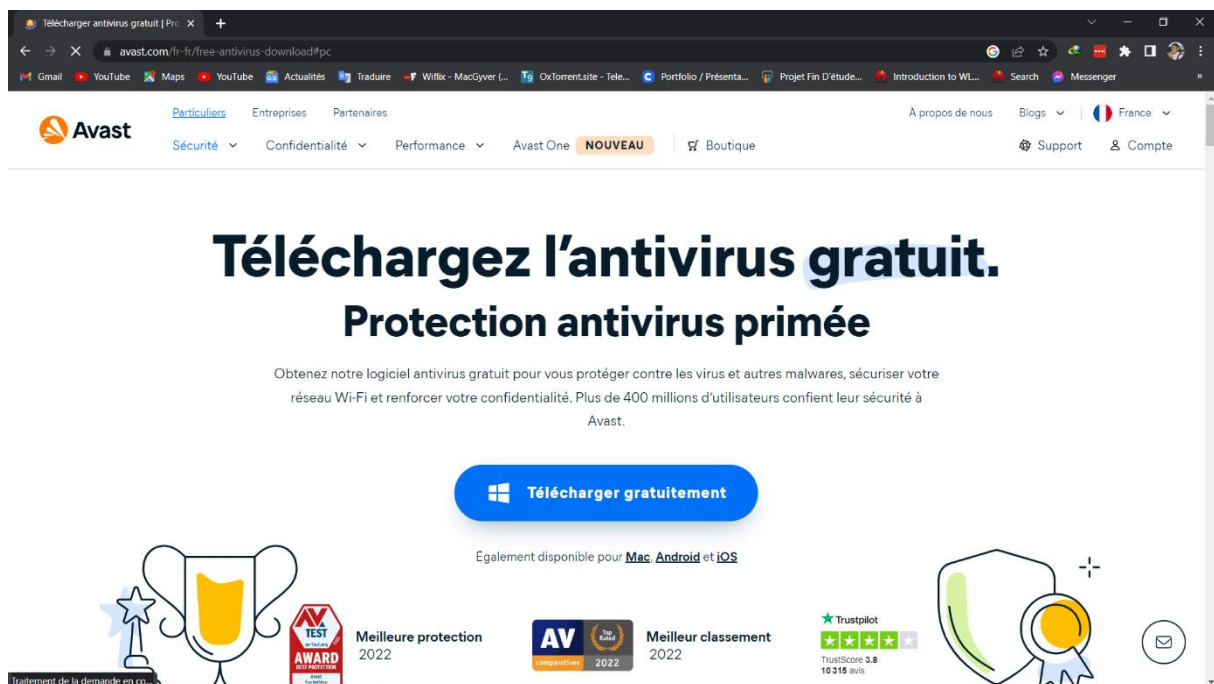 Télécharger antivirus gratuit | Pro
avast.com/fr-fr/free-antivirus-download#pc
Gmail YouTube Maps YouTube Actualités Traduire Wiflix - MacGyver (... OxTorrent.site - Tele... Portfolio / Présenta... Projet Fin D'étude... Introduction to WL... Search Messenger »
Particuliers Entreprises Partenaires À propos de nous Blogs France
Avast
Sécurité Confidentialité Performance Avast One NOUVEAU Boutique Support Compte
Téléchargez l'antivirus gratuit.
Protection antivirus primée
Obtenez notre logiciel antivirus gratuit pour vous protéger contre les virus et autres malwares, sécuriser votre
réseau Wi-Fi et renforcer votre confidentialité. Plus de 400 millions d'utilisateurs confient leur sécurité à
Avast.
Télécharger gratuitement
Également disponible pour Mac, Android et iOS
AV
TEST
AWARD
BEST PROTECTION
Avast
Meilleure protection
2022
AV
comparatives
Top
Rated
2022
Meilleur classement
2022
Trustpilot
TrustScore 3.8
10 315 avis
Traitement de la demande en co...